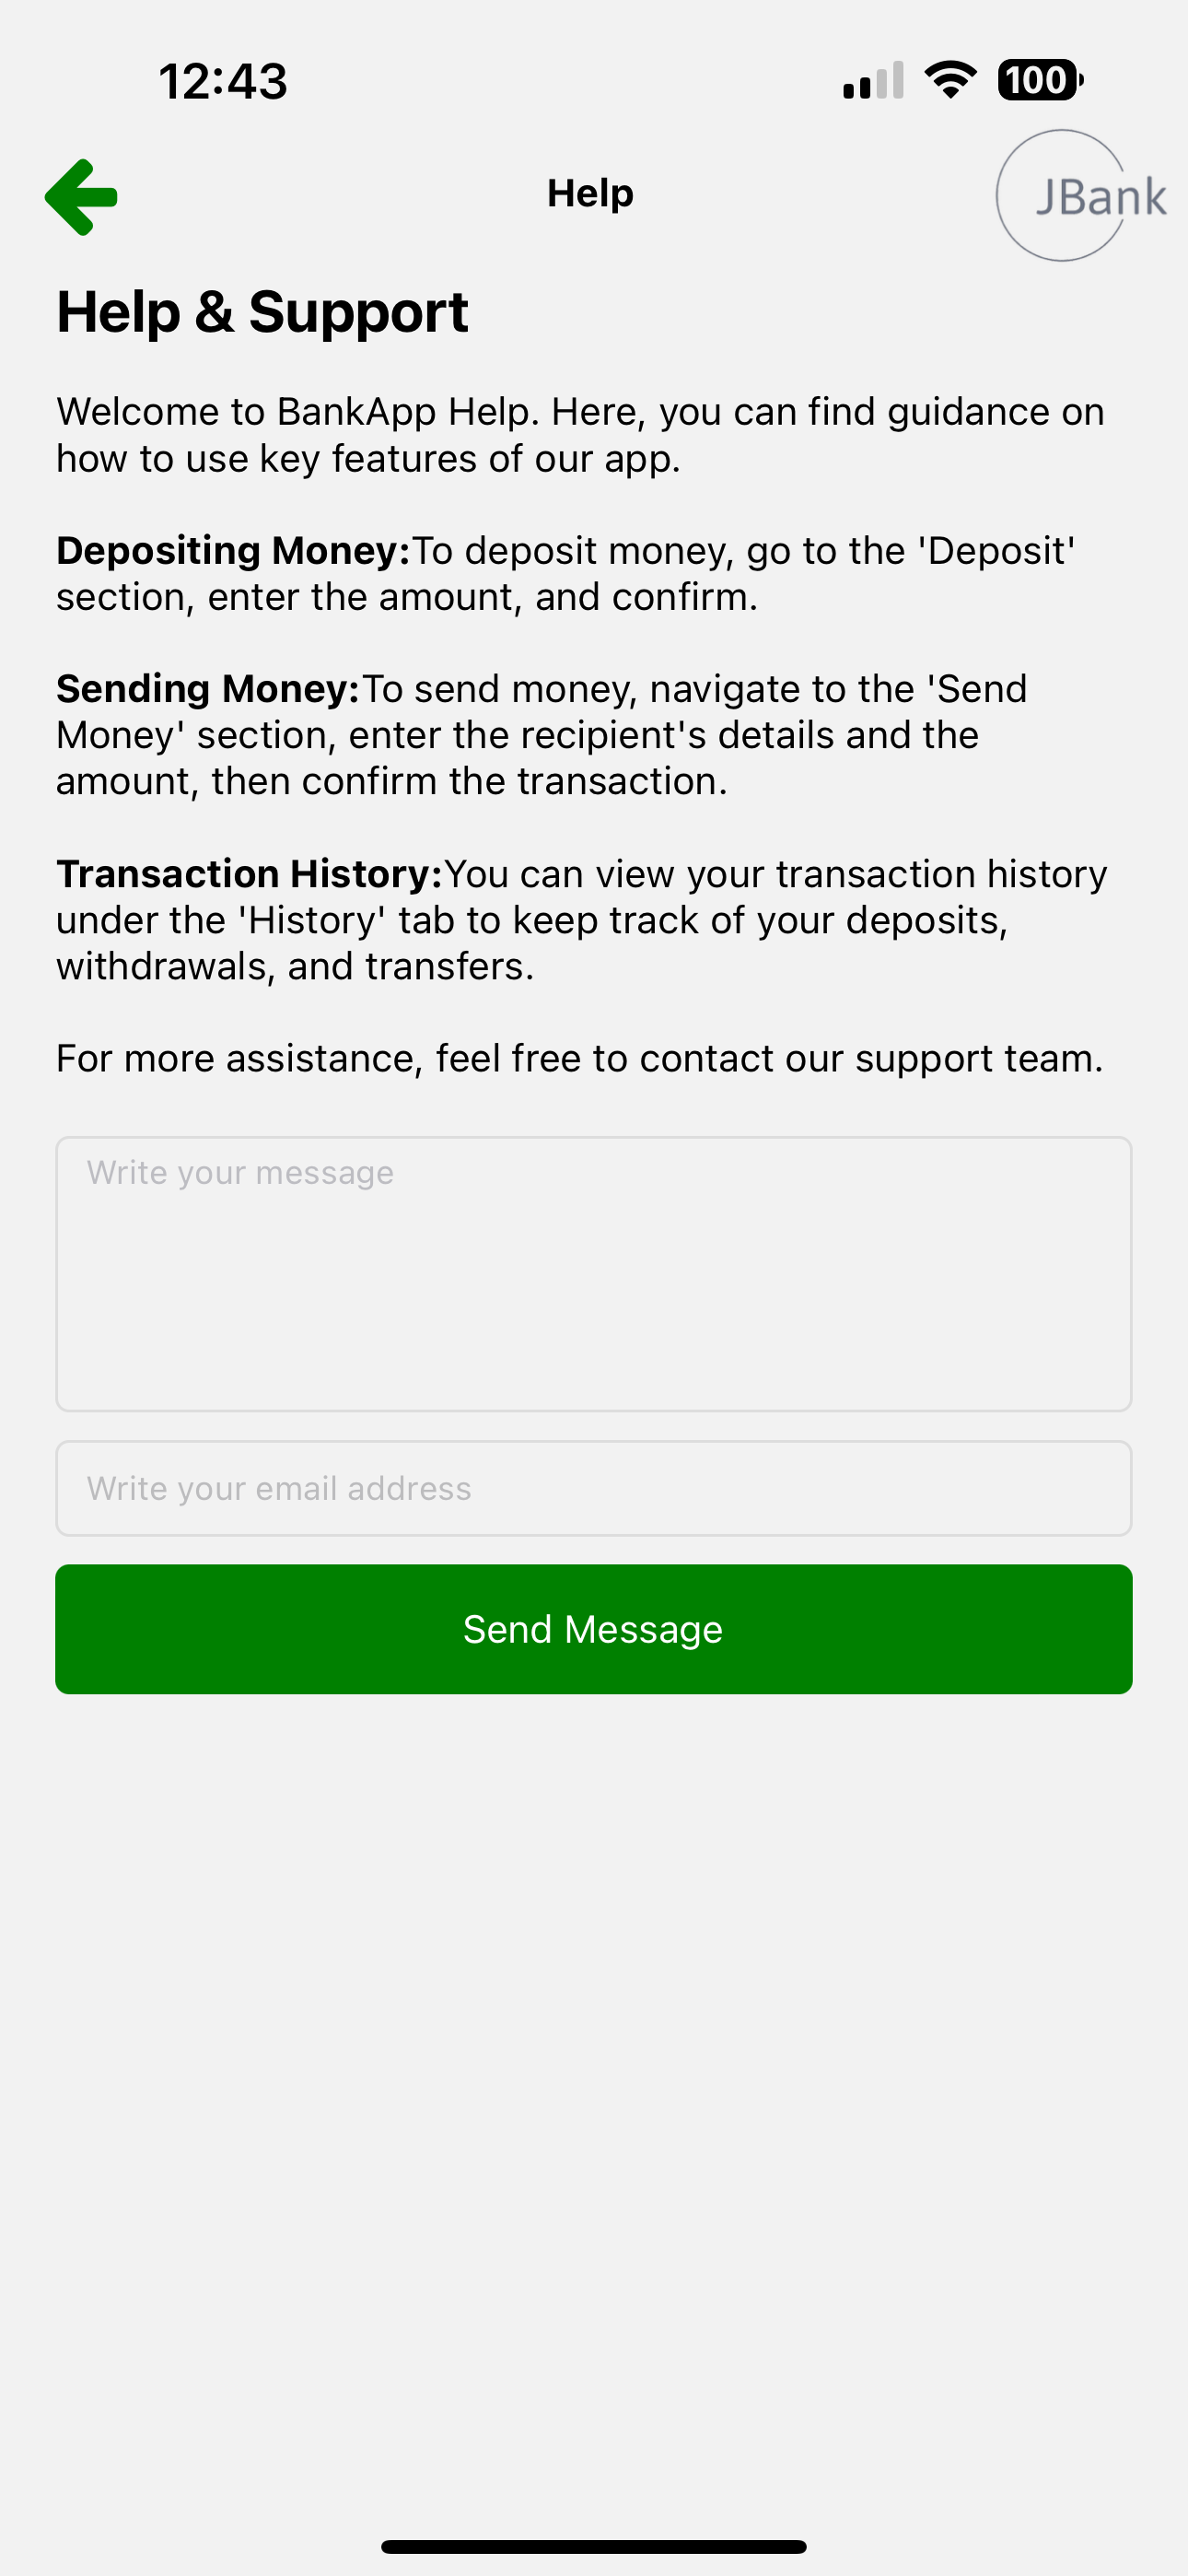 12:43
100
Help
JBank
Help & Support
Welcome to BankApp Help. Here, you can find guidance on
how to use key features of our app.
Depositing Money:To deposit money, go to the 'Deposit'
section, enter the amount, and confirm.
Sending Money:To send money, navigate to the 'Send
Money' section, enter the recipient's details and the
amount, then confirm the transaction.
Transaction History:You can view your transaction history
under the 'History' tab to keep track of your deposits,
withdrawals, and transfers.
For more assistance, feel free to contact our support team.
Write your message
Write your email address
Send Message